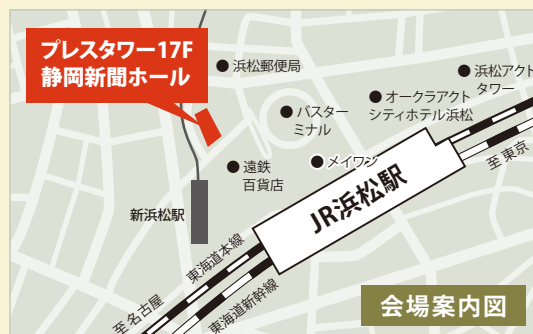 プレスタワー17F
静岡新聞ホール
浜松郵便局
浜松アクト
タワー
オークラアクト
シティホテル浜松
バスター
ミナル
メイワン
遠鉄
百貨店
新浜松駅
JR浜松駅
至東京
東海道本線
東海道新幹線
至名古屋
会場案内図